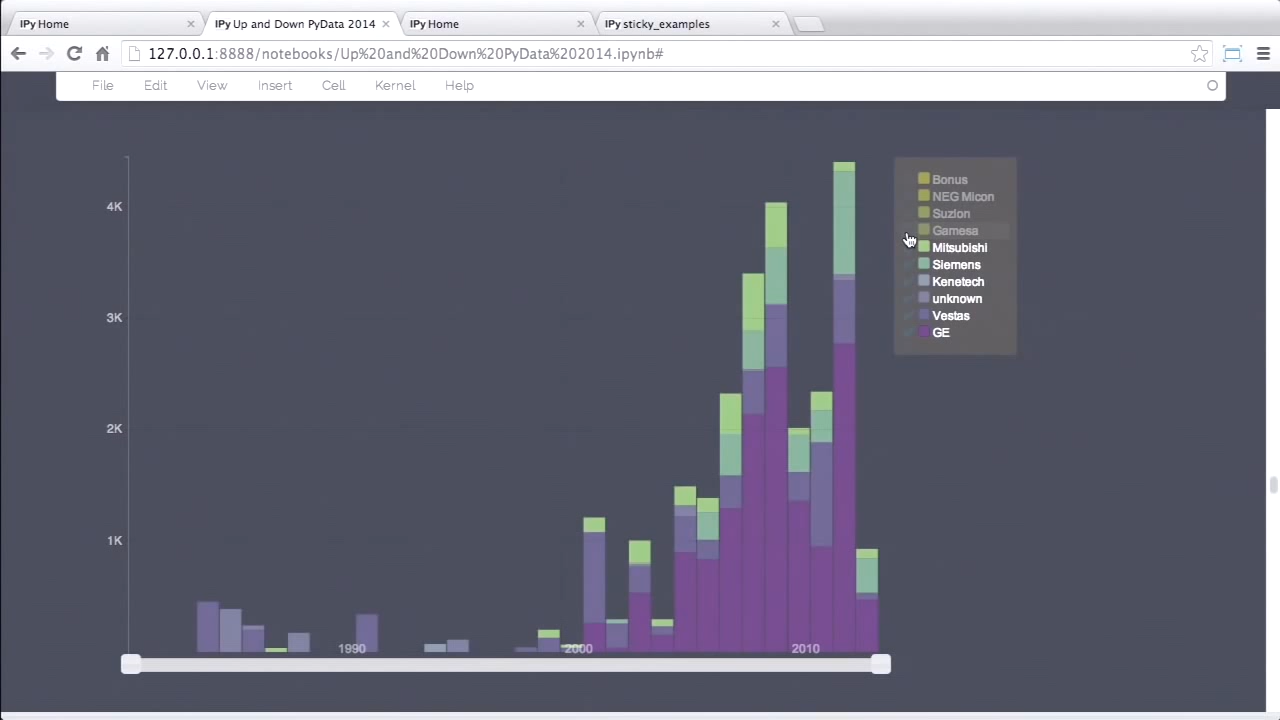 IPy Home
IPy Up and Down PyData 2014
IPy Home
IPy sticky_examples
127.0.0.1:8888/notebooks/Up%20and%20Down%20PyData%202014.ipynb#
File Edit View Insert Cell Kernel Help
4K
3K
2K
1K
1990
2000
2010
Bonus
NEG Micon
Suzlon
Gamesa
Mitsubishi
Siemens
Kenetech
unknown
Vestas
GE